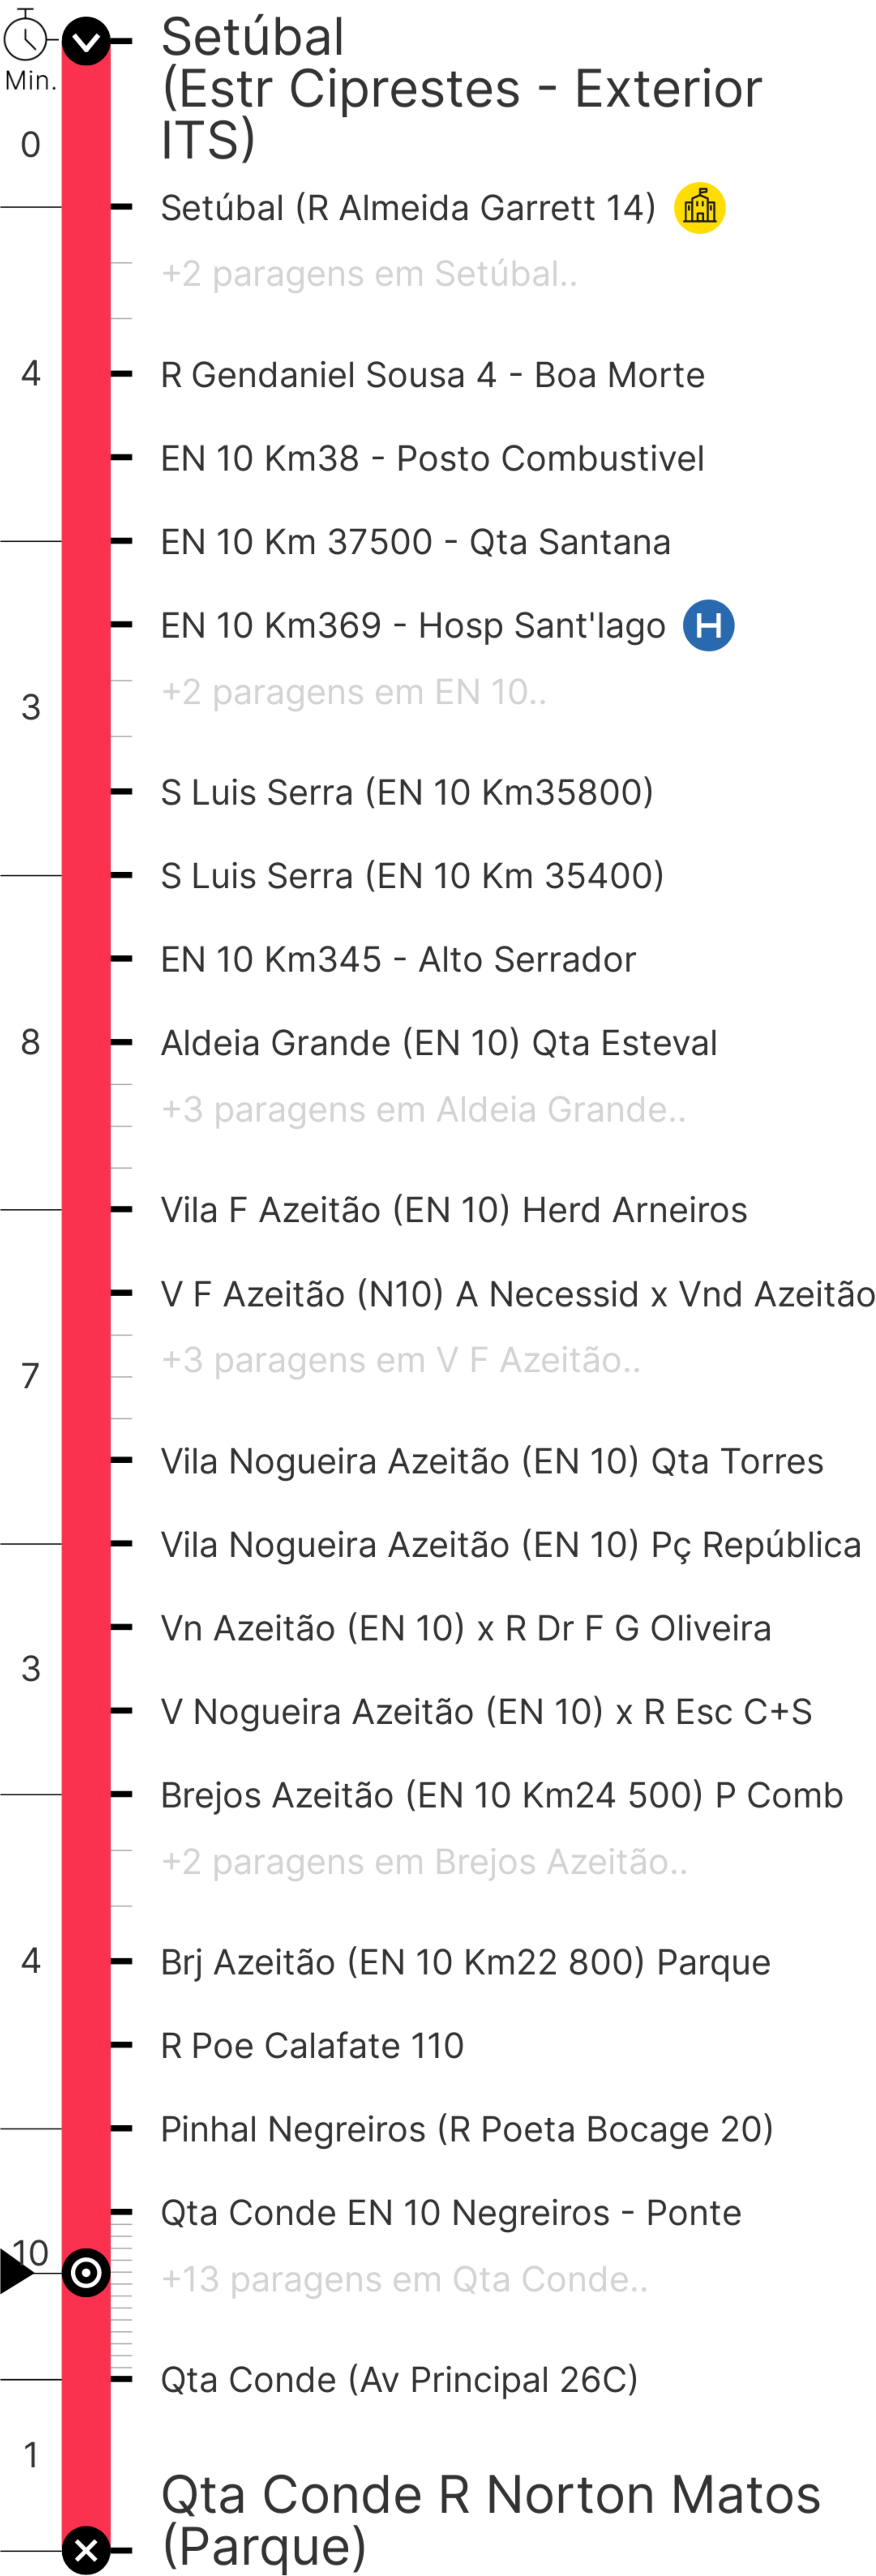 Setúbal
(Estr Ciprestes - Exterior
ITS)
Min.
0
Setúbal (R Almeida Garrett 14)
+2 paragens em Setúbal..
4
R Gendaniel Sousa 4 - Boa Morte
EN 10 Km38 - Posto Combustivel
EN 10 Km 37500 - Qta Santana
EN 10 Km369 - Hosp Sant'Iago H
+2 paragens em EN 10..
3
S Luis Serra (EN 10 Km35800)
S Luis Serra (EN 10 Km 35400)
EN 10 Km345 - Alto Serrador
8
Aldeia Grande (EN 10) Qta Esteval
+3 paragens em Aldeia Grande..
Vila F Azeitão (EN 10) Herd Arneiros
V F Azeitão (N10) A Necessid x Vnd Azeitão
+3 paragens em V F Azeitão..
7
Vila Nogueira Azeitão (EN 10) Qta Torres
Vila Nogueira Azeitão (EN 10) Pç República
Vn Azeitão (EN 10) x R Dr F G Oliveira
3
V Nogueira Azeitão (EN 10) x R Esc C+S
Brejos Azeitão (EN 10 Km24 500) P Comb
+2 paragens em Brejos Azeitão..
4
Brj Azeitão (EN 10 Km22 800) Parque
R Poe Calafate 110
Pinhal Negreiros (R Poeta Bocage 20)
Qta Conde EN 10 Negreiros - Ponte
10
+13 paragens em Qta Conde..
Qta Conde (Av Principal 26C)
1
Qta Conde R Norton Matos
(Parque)